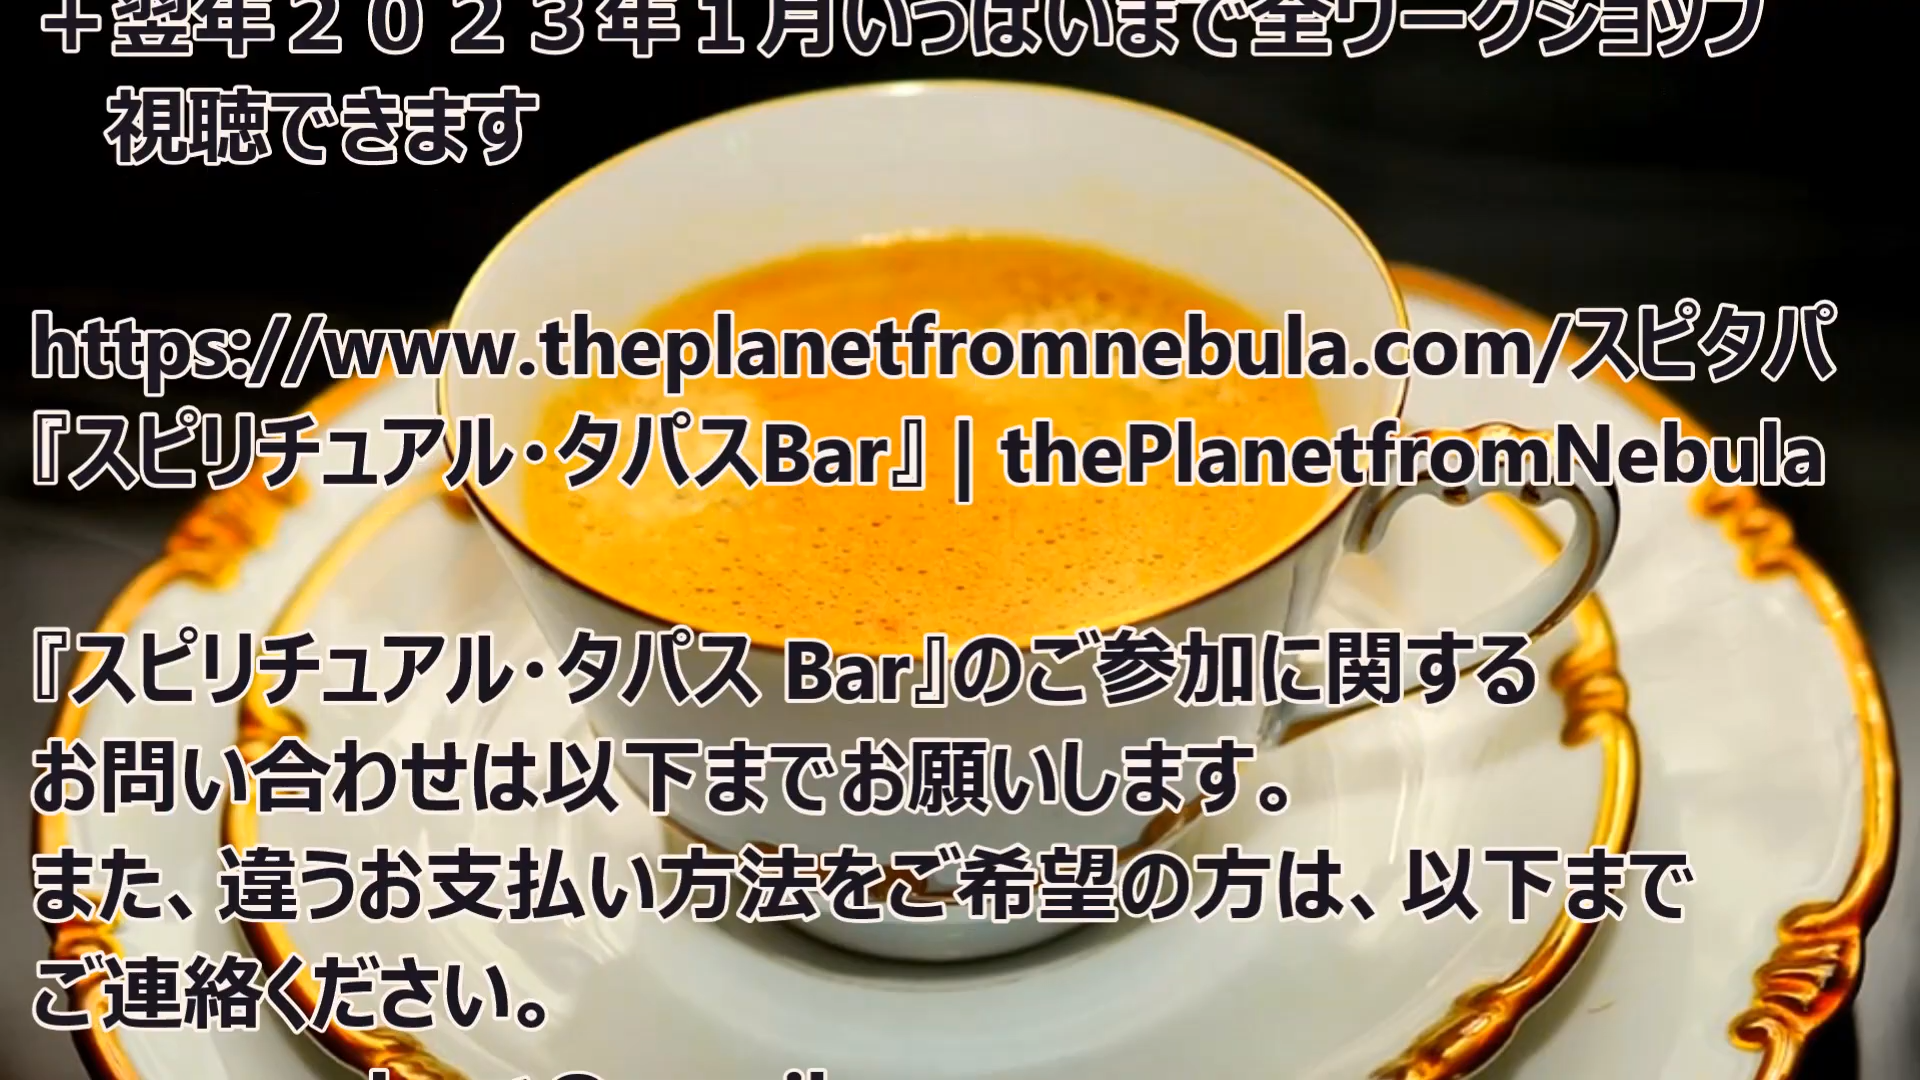 ＋翌年２０２３年１月いっぱいまで全ワークショップ
視聴できます
https://www.theplanetfromnebula.com/スピタパ
『スピリチュアル・タパスBar』 | thePlanetfromNebula
『スピリチュアル・タパス Bar』のご参加に関する
お問い合わせは以下までお願いします。
また、違うお支払い方法をご希望の方は、以下まで
ご連絡ください。